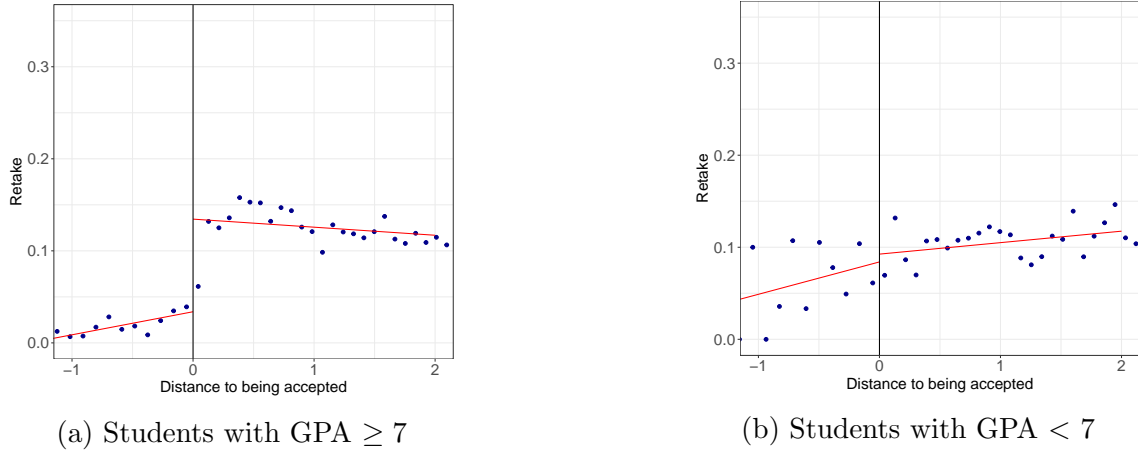 0.3
0.2
0.1
0.0
Retake
−1
0
1
2
Distance to being accepted
(a) Students with GPA ≥ 7
0.3
0.2
0.1
0.0
Retake
−1
0
1
2
Distance to being accepted
(b) Students with GPA < 7